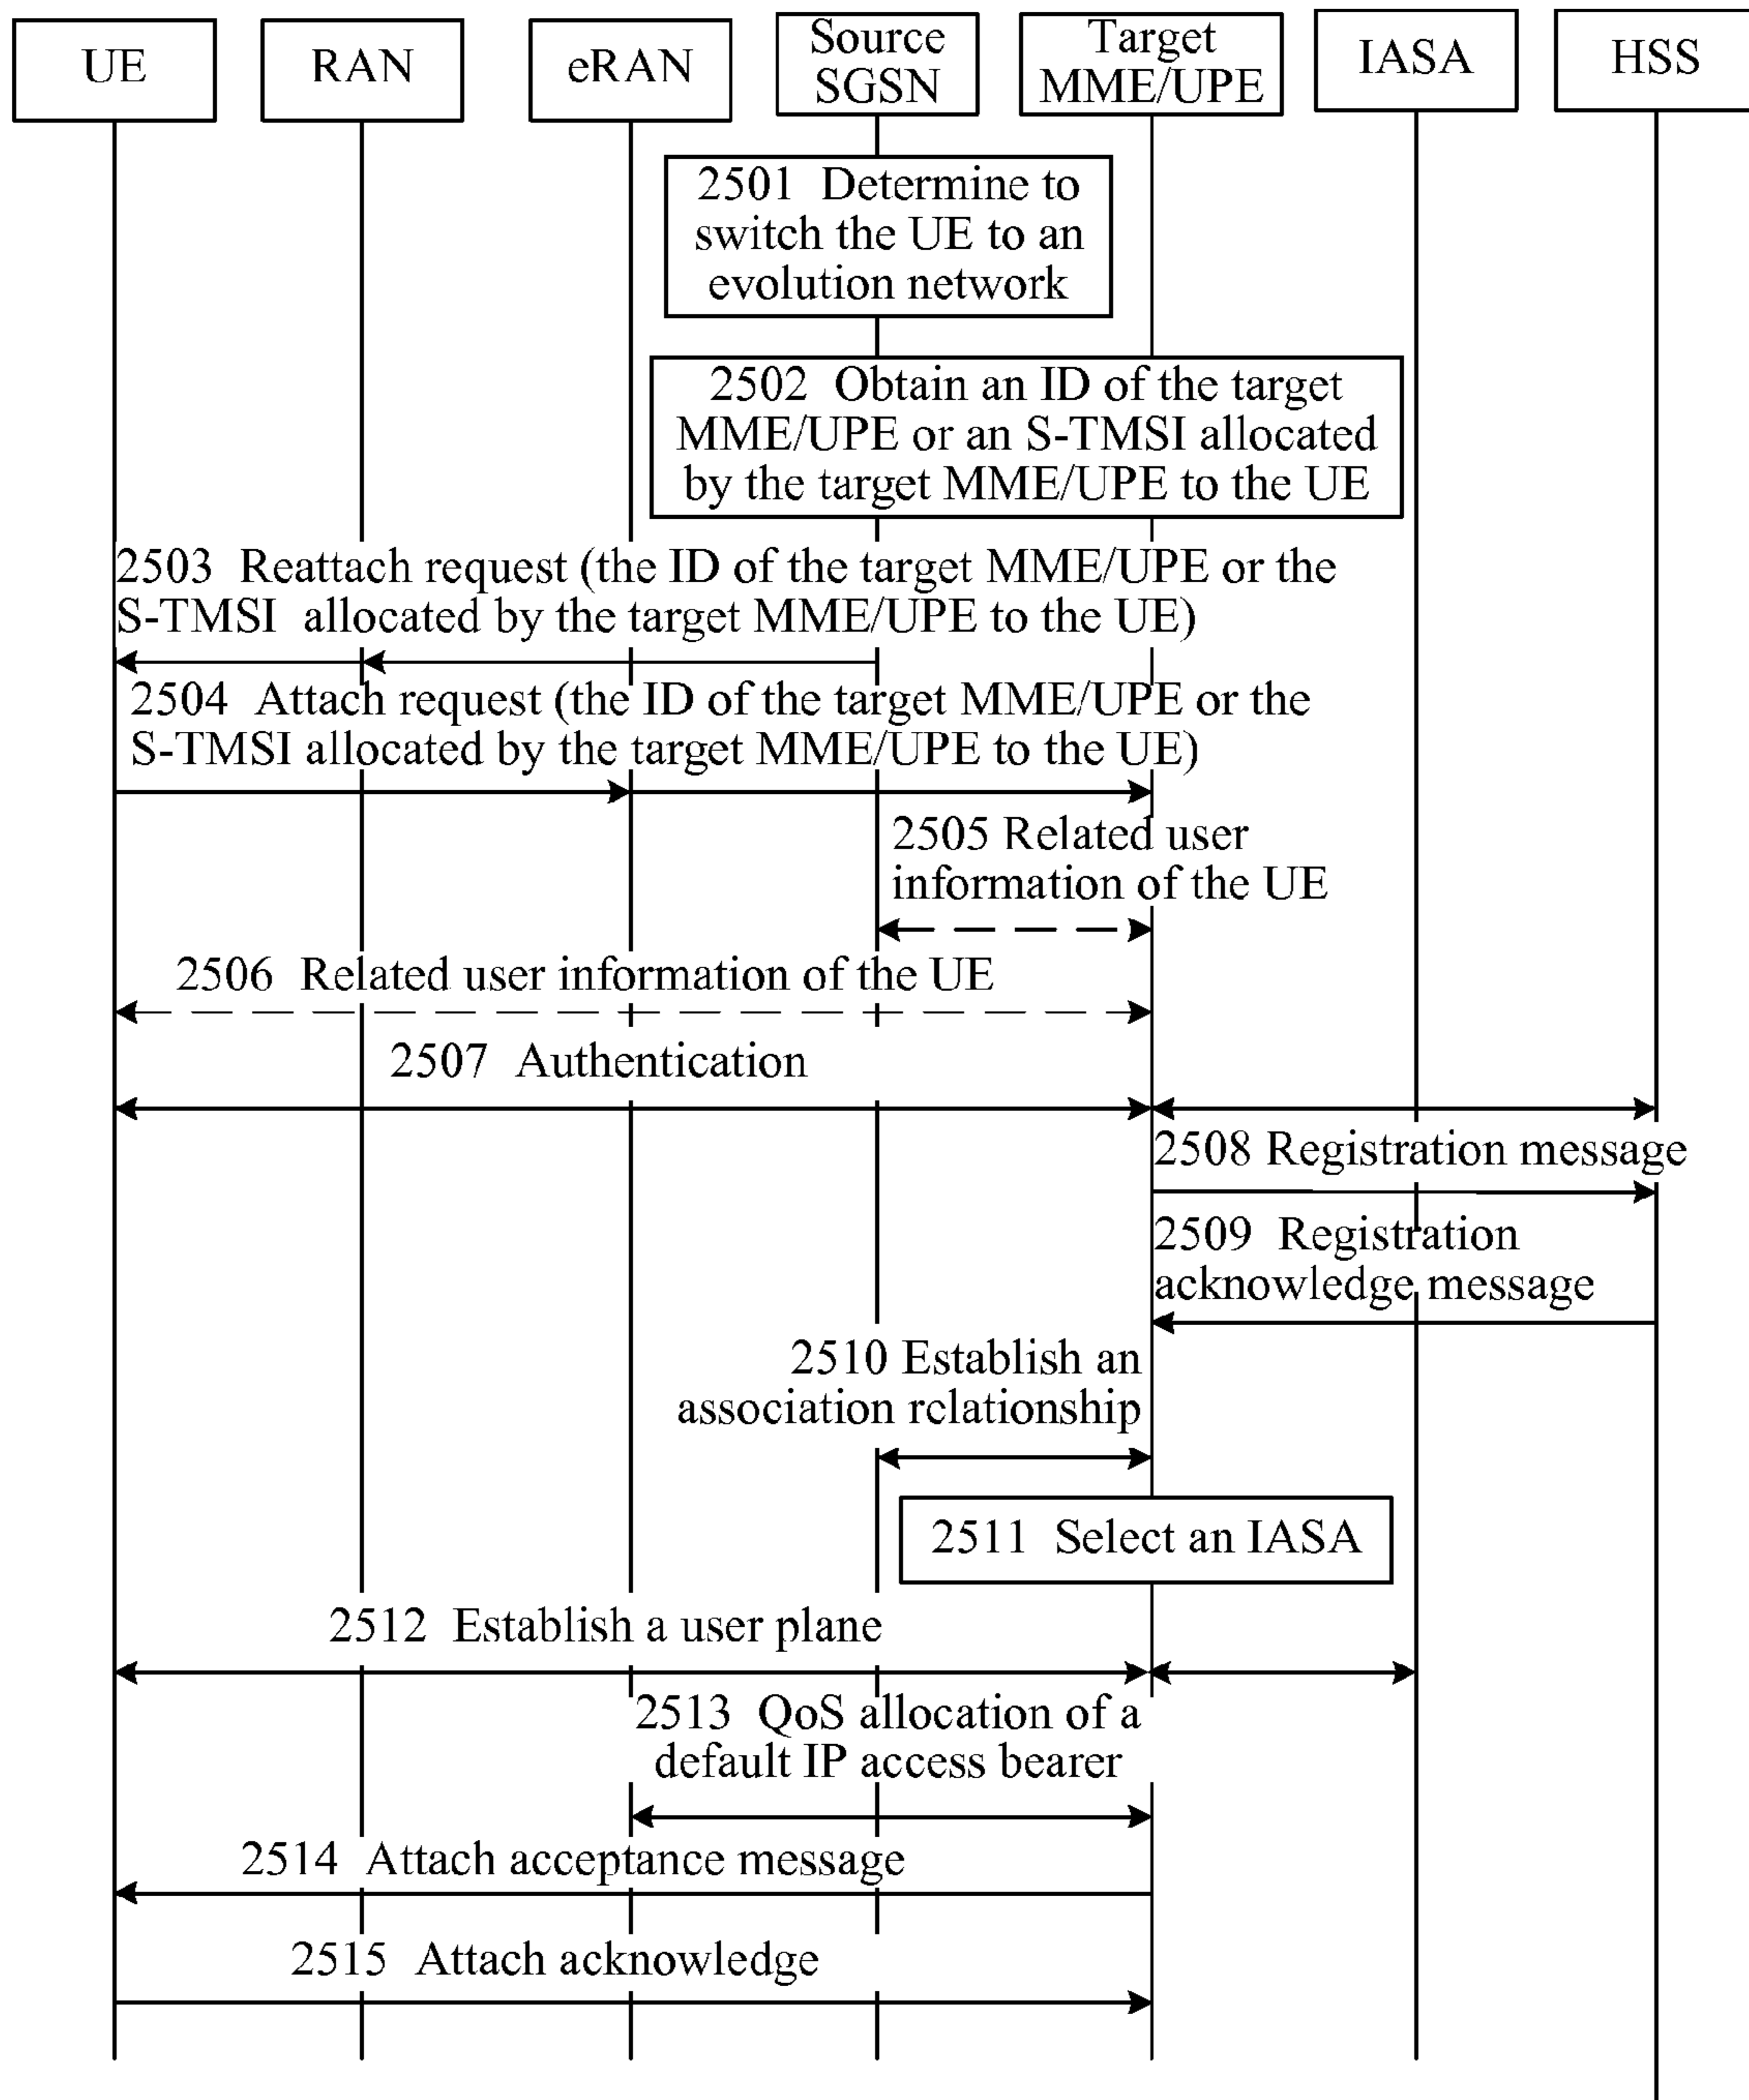 UE
RAN
eRAN
Source
SGSN
Target
MME/UPE
IASA
HSS
2501 Determine to
switch the UE to an
evolution network
2502 Obtain an ID of the target
MME/UPE or an S-TMSI allocated
by the target MME/UPE to the UE
2503 Reattach request (the ID of the target MME/UPE or the
S-TMSI allocated by the target MME/UPE to the UE)
2504 Attach request (the ID of the target MME/UPE or the
S-TMSI allocated by the target MME/UPE to the UE)
2505 Related user
information of the UE
2506 Related user information of the UE
2507 Authentication
2508 Registration message
2509 Registration
acknowledge message
2510 Establish an
association relationship
2511 Select an IASA
2512 Establish a user plane
2513 QoS allocation of a
default IP access bearer
2514 Attach acceptance message
2515 Attach acknowledge